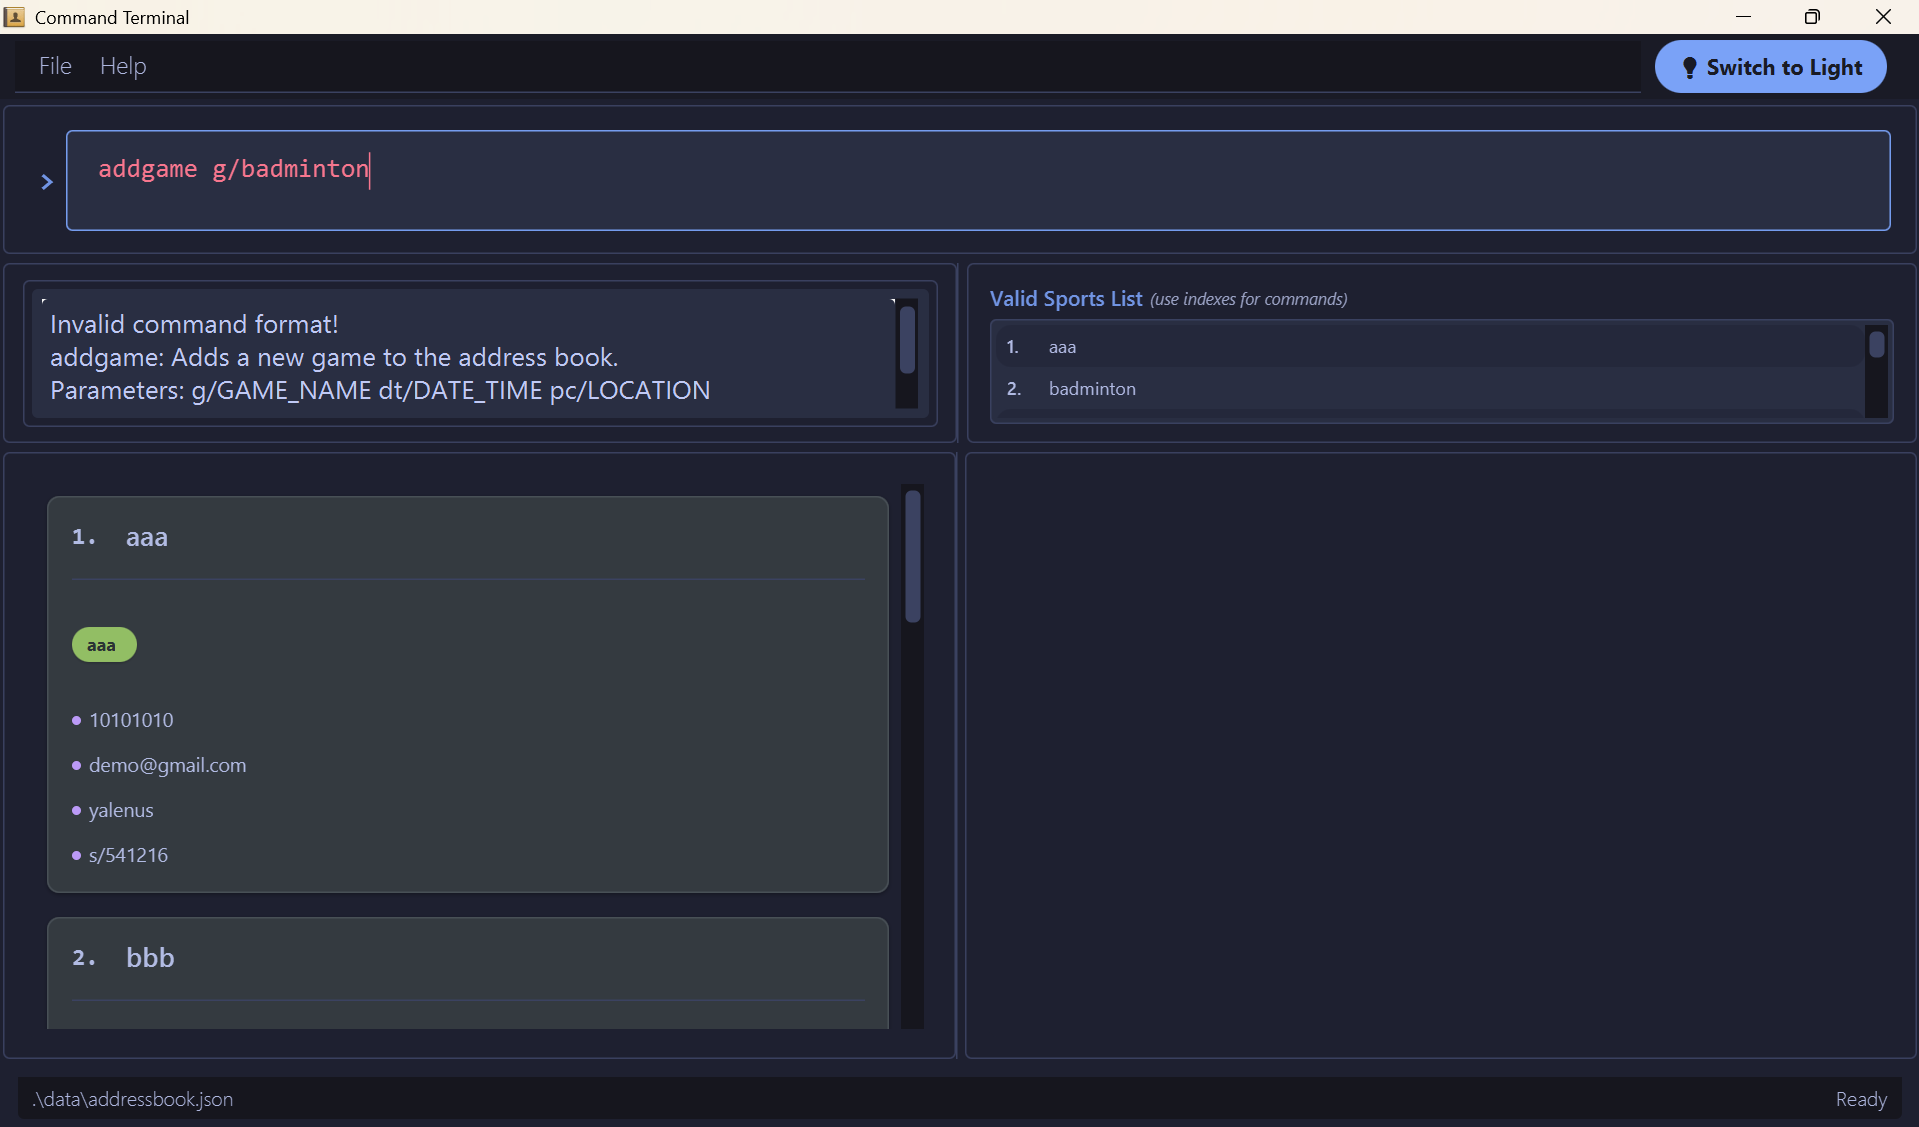 Command Terminal
File Help
Switch to Light
> addgame g/badminton
Invalid command format!
addgame: Adds a new game to the address book.
Parameters: g/GAME_NAME dt/DATE_TIME pc/LOCATION
Valid Sports List (use indexes for commands)
1. aaa
2. badminton
1. aaa
aaa
10101010
demo@gmail.com
yalenus
s/541216
2. bbb
.\data\addressbook.json
Ready